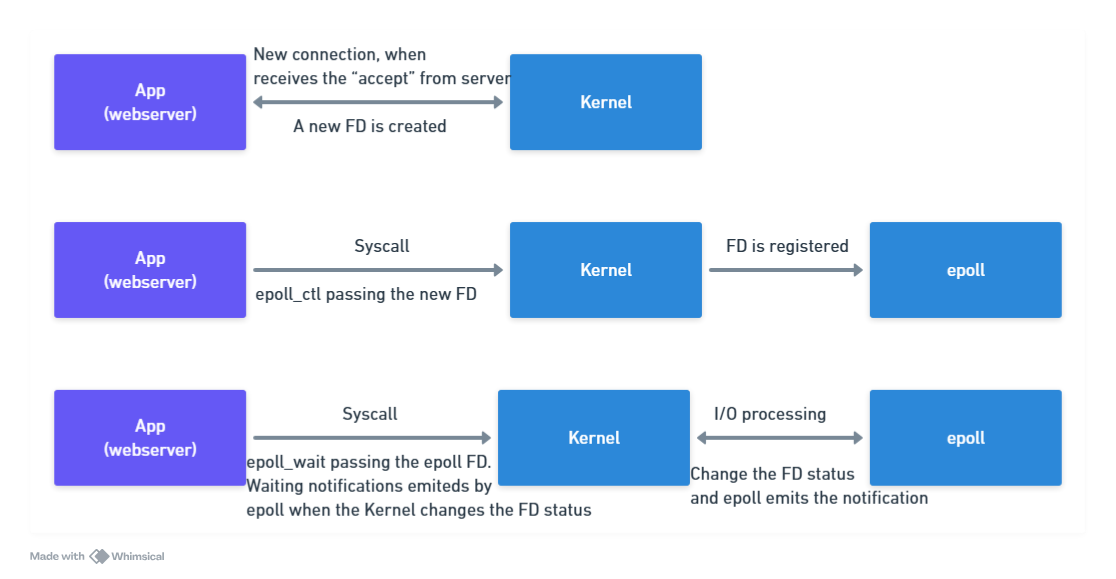 New connection, when
receives the “accept” from server
App
(webserver)
Kernel
A new FD is created
Syscall
FD is registered
App
(webserver)
Kernel
epoll
epoll_ctl passing the new FD
Syscall
I/O processing
App
(webserver)
Kernel
epoll
epoll_wait passing the epoll FD.
Waiting notifications emiteds by
epoll when the Kernel changes the FD status
Change the FD status
and epoll emits the notification
Made with Whimsical